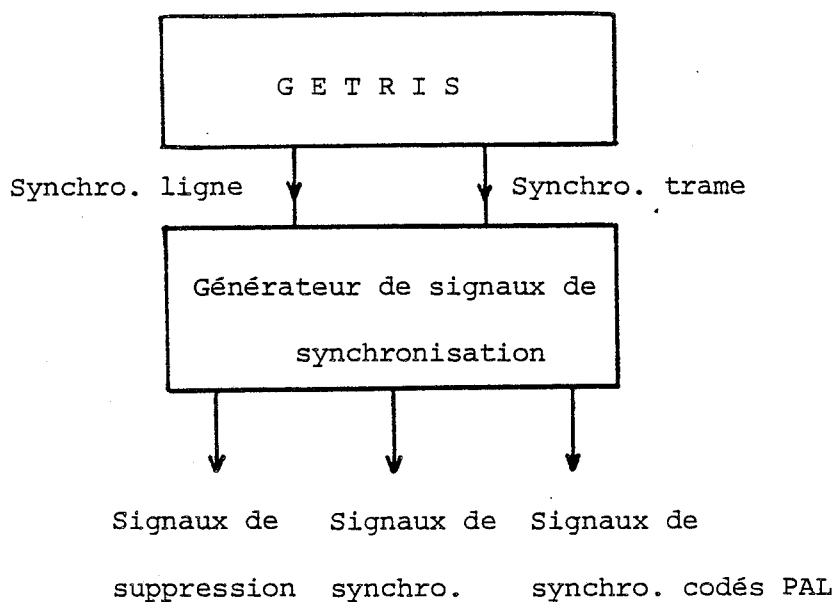 G E T R I S
Synchro. ligne
Synchro. trame
Générateur de signaux de
synchronisation
Signaux de Signaux de Signaux de
suppression synchro. synchro. codés PAL